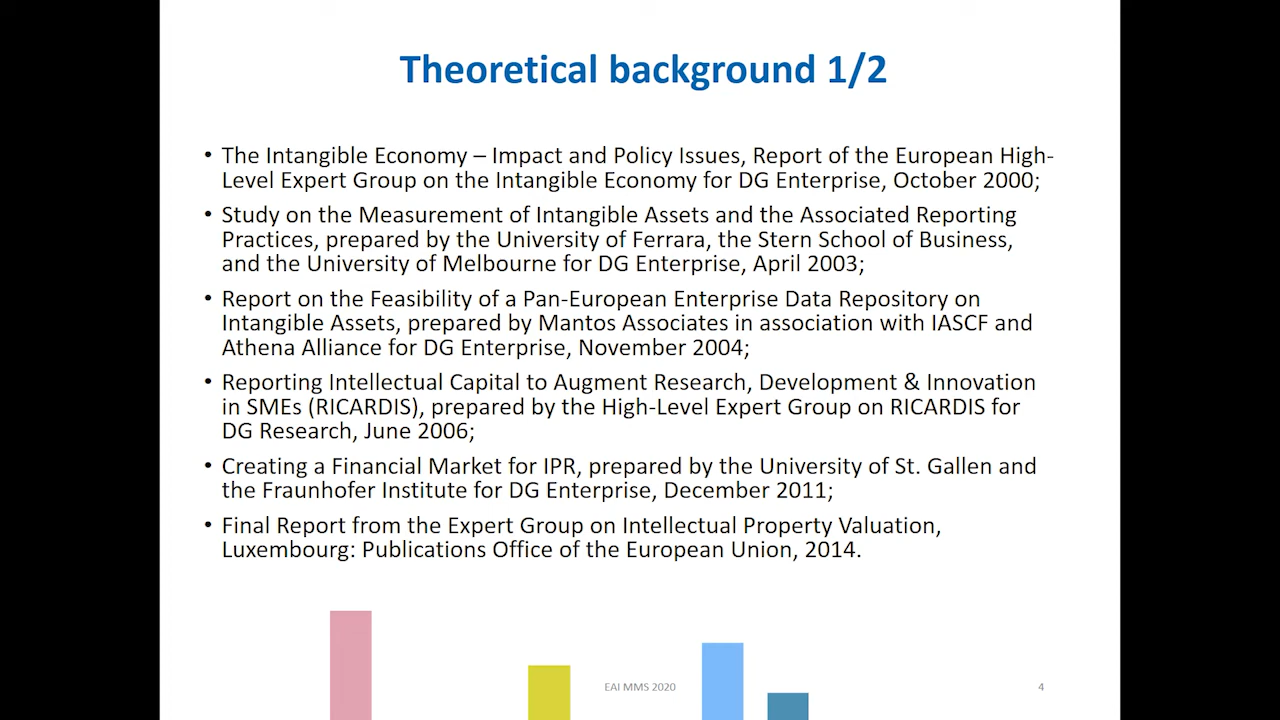 Theoretical background 1/2
• The Intangible Economy – Impact and Policy Issues, Report of the European High-
Level Expert Group on the Intangible Economy for DG Enterprise, October 2000;
• Study on the Measurement of Intangible Assets and the Associated Reporting
Practices, prepared by the University of Ferrara, the Stern School of Business,
and the University of Melbourne for DG Enterprise, April 2003;
• Report on the Feasibility of a Pan-European Enterprise Data Repository on
Intangible Assets, prepared by Mantos Associates in association with IASCF and
Athena Alliance for DG Enterprise, November 2004;
• Reporting Intellectual Capital to Augment Research, Development & Innovation
in SMEs (RICARDIS), prepared by the High-Level Expert Group on RICARDIS for
DG Research, June 2006;
• Creating a Financial Market for IPR, prepared by the University of St. Gallen and
the Fraunhofer Institute for DG Enterprise, December 2011;
• Final Report from the Expert Group on Intellectual Property Valuation,
Luxembourg: Publications Office of the European Union, 2014.
EAI MMS 2020
4